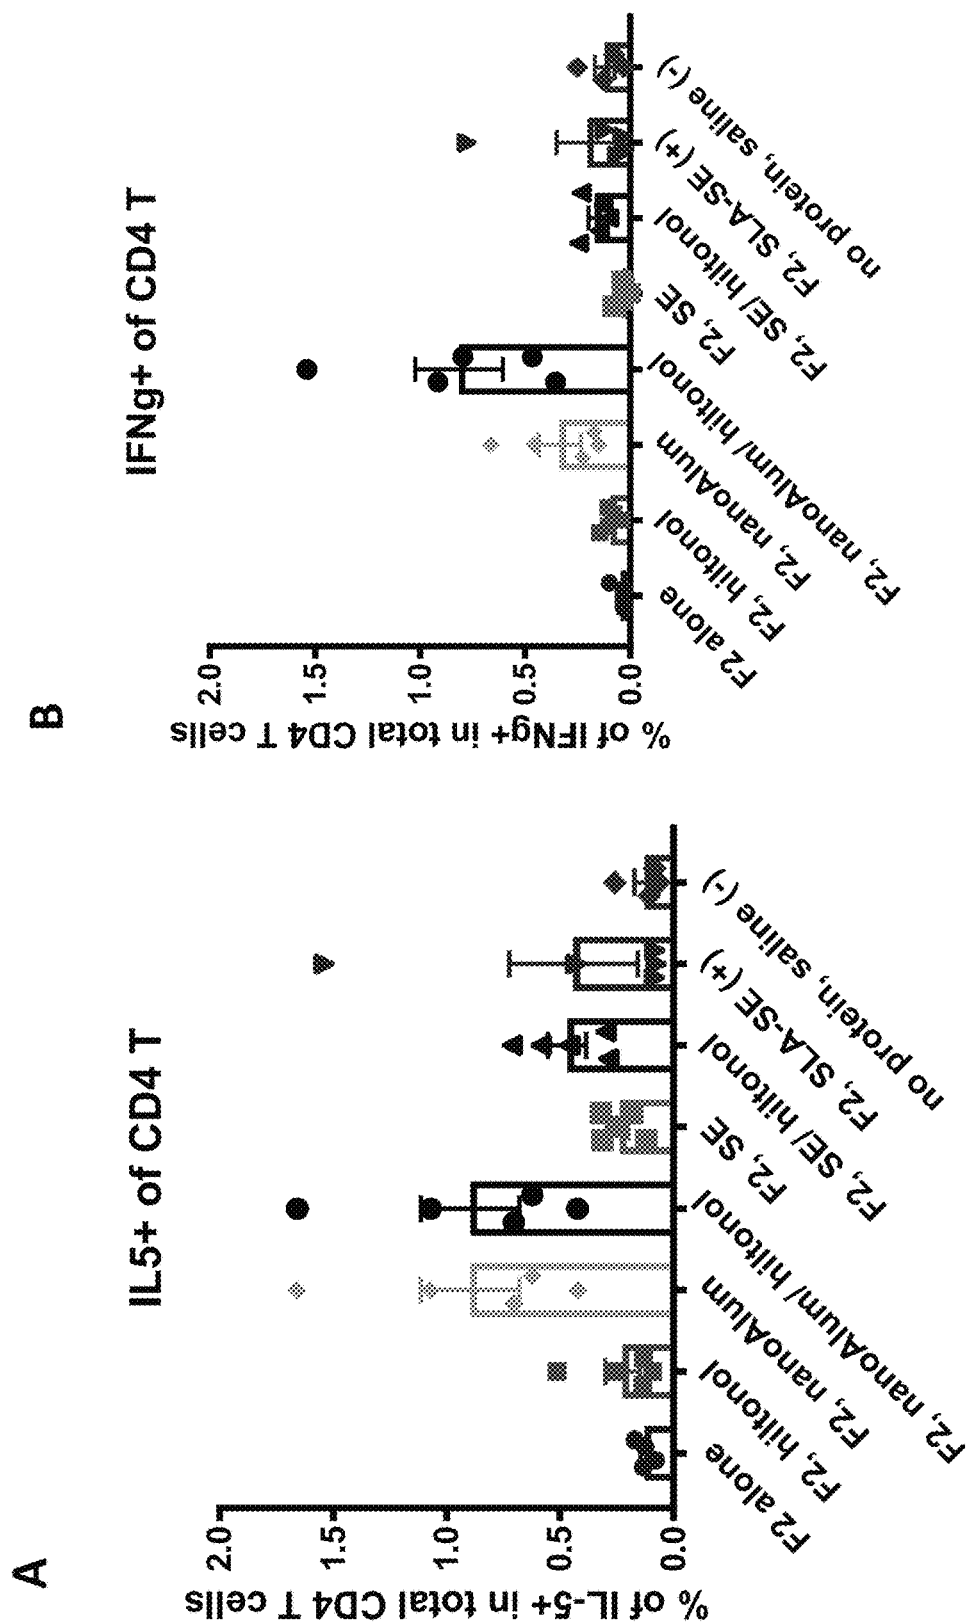 A
IL5+ of CD4 T
% of IL-5+ in total CD4 T cells
2.0
1.5
1.0
0.5
0.0
F2 alone
F2, hiltonol
F2, nanoAlum
F2, nanoAlum/ hiltonol
F2, SE
F2, SE/ hiltonol
F2, SLA-SE (+)
no protein, saline (-)
B
IFNg+ of CD4 T
% of IFNg+ in total CD4 T cells
2.0
1.5
1.0
0.5
0.0
F2 alone
F2, hiltonol
F2, nanoAlum
F2, nanoAlum/ hiltonol
F2, SE
F2, SE/ hiltonol
F2, SLA-SE (+)
no protein, saline (-)